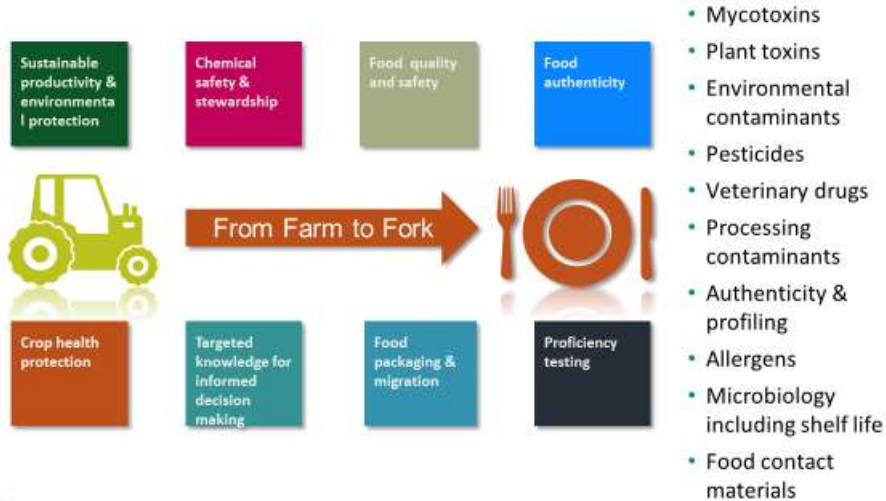 Sustainable
productivity &
environmenta
l protection
Chemical
safety &
stewardship
Food quality
and safety
Food
authenticity
From Farm to Fork
Crop health
protection
Targeted
knowledge for
informed
decision
making
Food
packaging &
migration
Proficiency
testing
• Mycotoxins
• Plant toxins
• Environmental
contaminants
• Pesticides
• Veterinary drugs
• Processing
contaminants
• Authenticity &
profiling
• Allergens
• Microbiology
including shelf life
• Food contact
materials